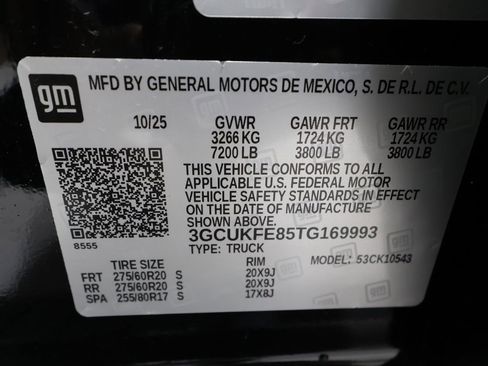 gm
MFD BY GENERAL MOTORS DE MEXICO, S. DE R.L. DE C.V.
10/25 GVWR GAWR FRT GAWR RR
3266 KG 1724 KG 1724 KG
7200 LB 3800 LB 3800 LB
THIS VEHICLE CONFORMS TO ALL
APPLICABLE U.S. FEDERAL MOTOR
VEHICLE SAFETY STANDARDS IN EFFECT
ON THE DATE OF MANUFACTURE
SHOWN ABOVE.
3GCUKFE85TG169993
8555
TYPE: TRUCK MODEL: 53CK10543
TIRE SIZE RIM
FRT 275/60R20 S 20X9J
RR 275/60R20 S 20X9J
SPA 255/80R17 S 17X8J